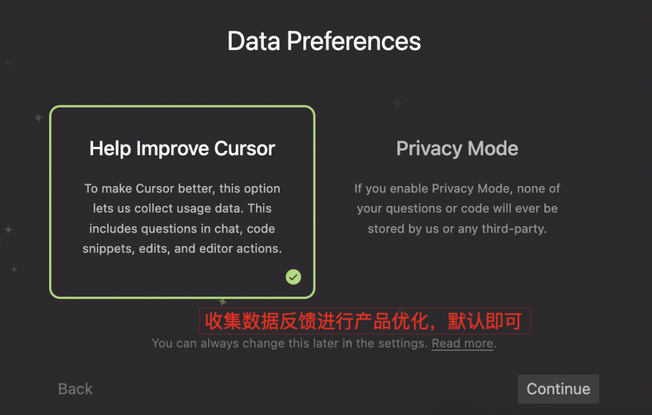 Data Preferences
Help Improve Cursor
To make Cursor better, this option
lets us collect usage data. This
includes questions in chat, code
snippets, edits, and editor actions.
Privacy Mode
If you enable Privacy Mode, none of
your questions or code will ever be
stored by us or any third-party.
收集数据反馈进行产品优化，默认即可
You can always change this later in the settings. Read more.
Back
Continue